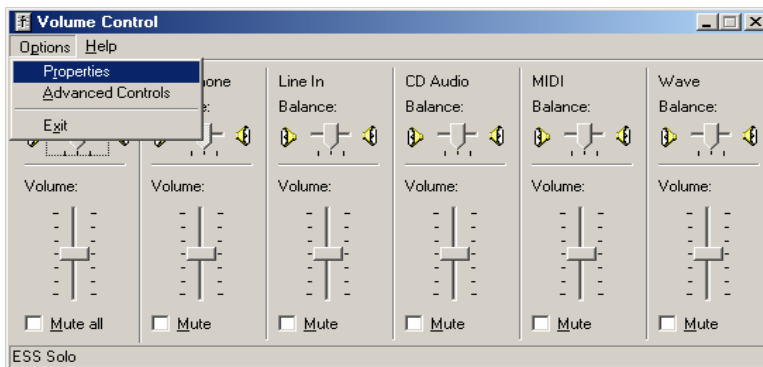 Volume Control
Options Help
Properties
Advanced Controls
Exit
one Line In CD Audio MIDI Wave
Balance: Balance: Balance: Balance:
Volume: Volume: Volume: Volume: Volume: Volume:
Mute all Mute Mute Mute Mute Mute
ESS Solo